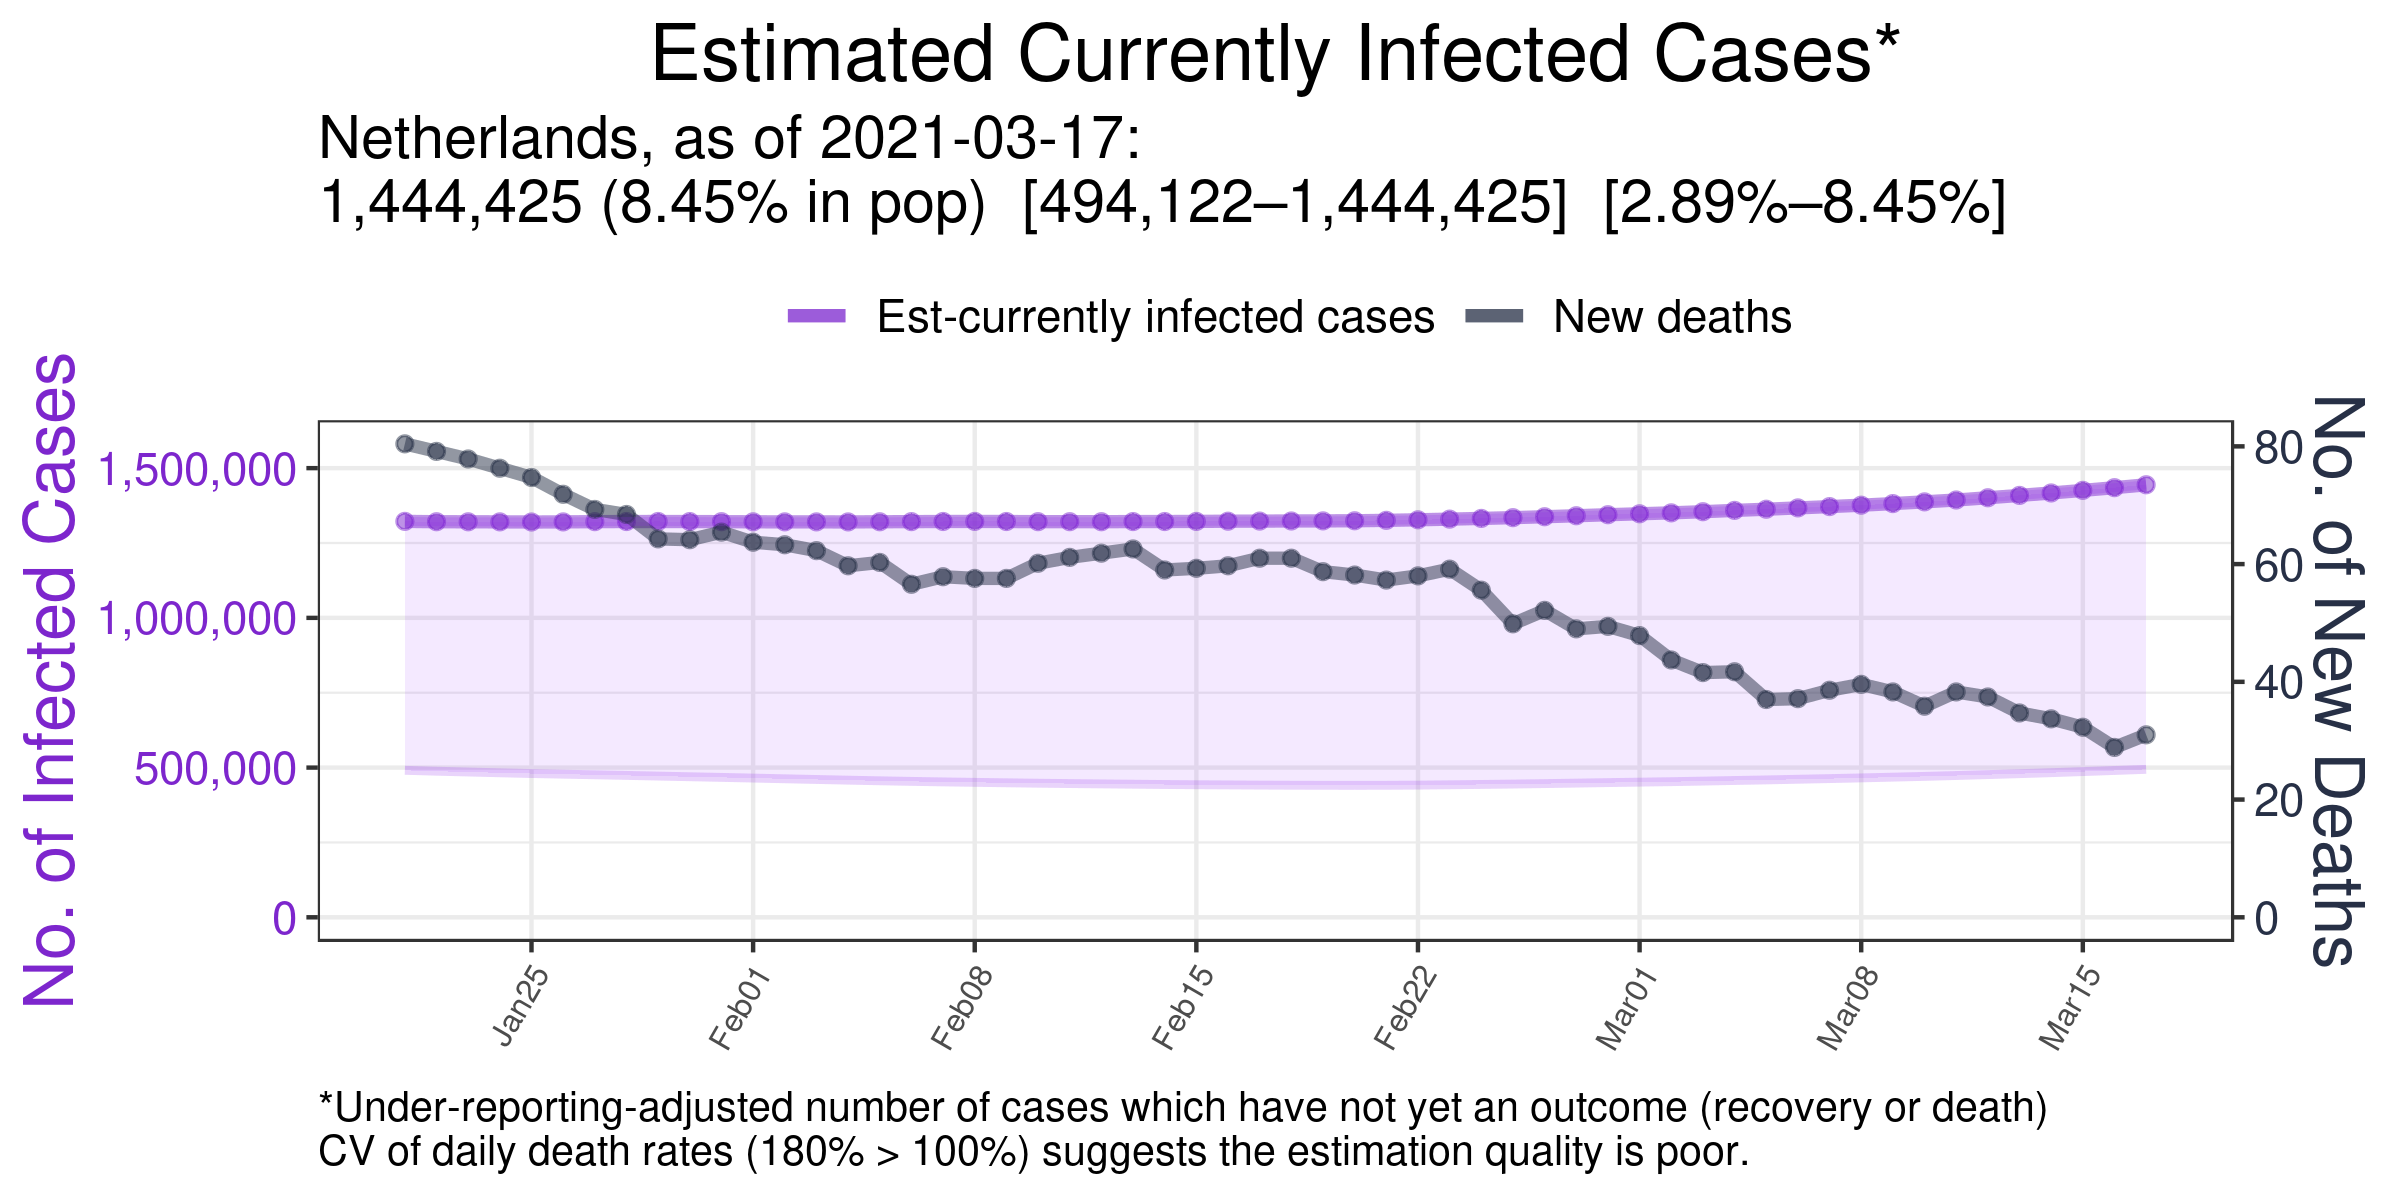 Estimated Currently Infected Cases*
Netherlands, as of 2021-03-17:
1,444,425 (8.45% in pop) [494,122–1,444,425] [2.89%–8.45%]
Est-currently infected cases
New deaths
No. of Infected Cases
1,500,000
1,000,000
500,000
0
80
60
40
20
0
No. of New Deaths
Jan25
Feb01
Feb08
Feb15
Feb22
Mar01
Mar08
Mar15
*Under-reporting-adjusted number of cases which have not yet an outcome (recovery or death)
CV of daily death rates (180% > 100%) suggests the estimation quality is poor.